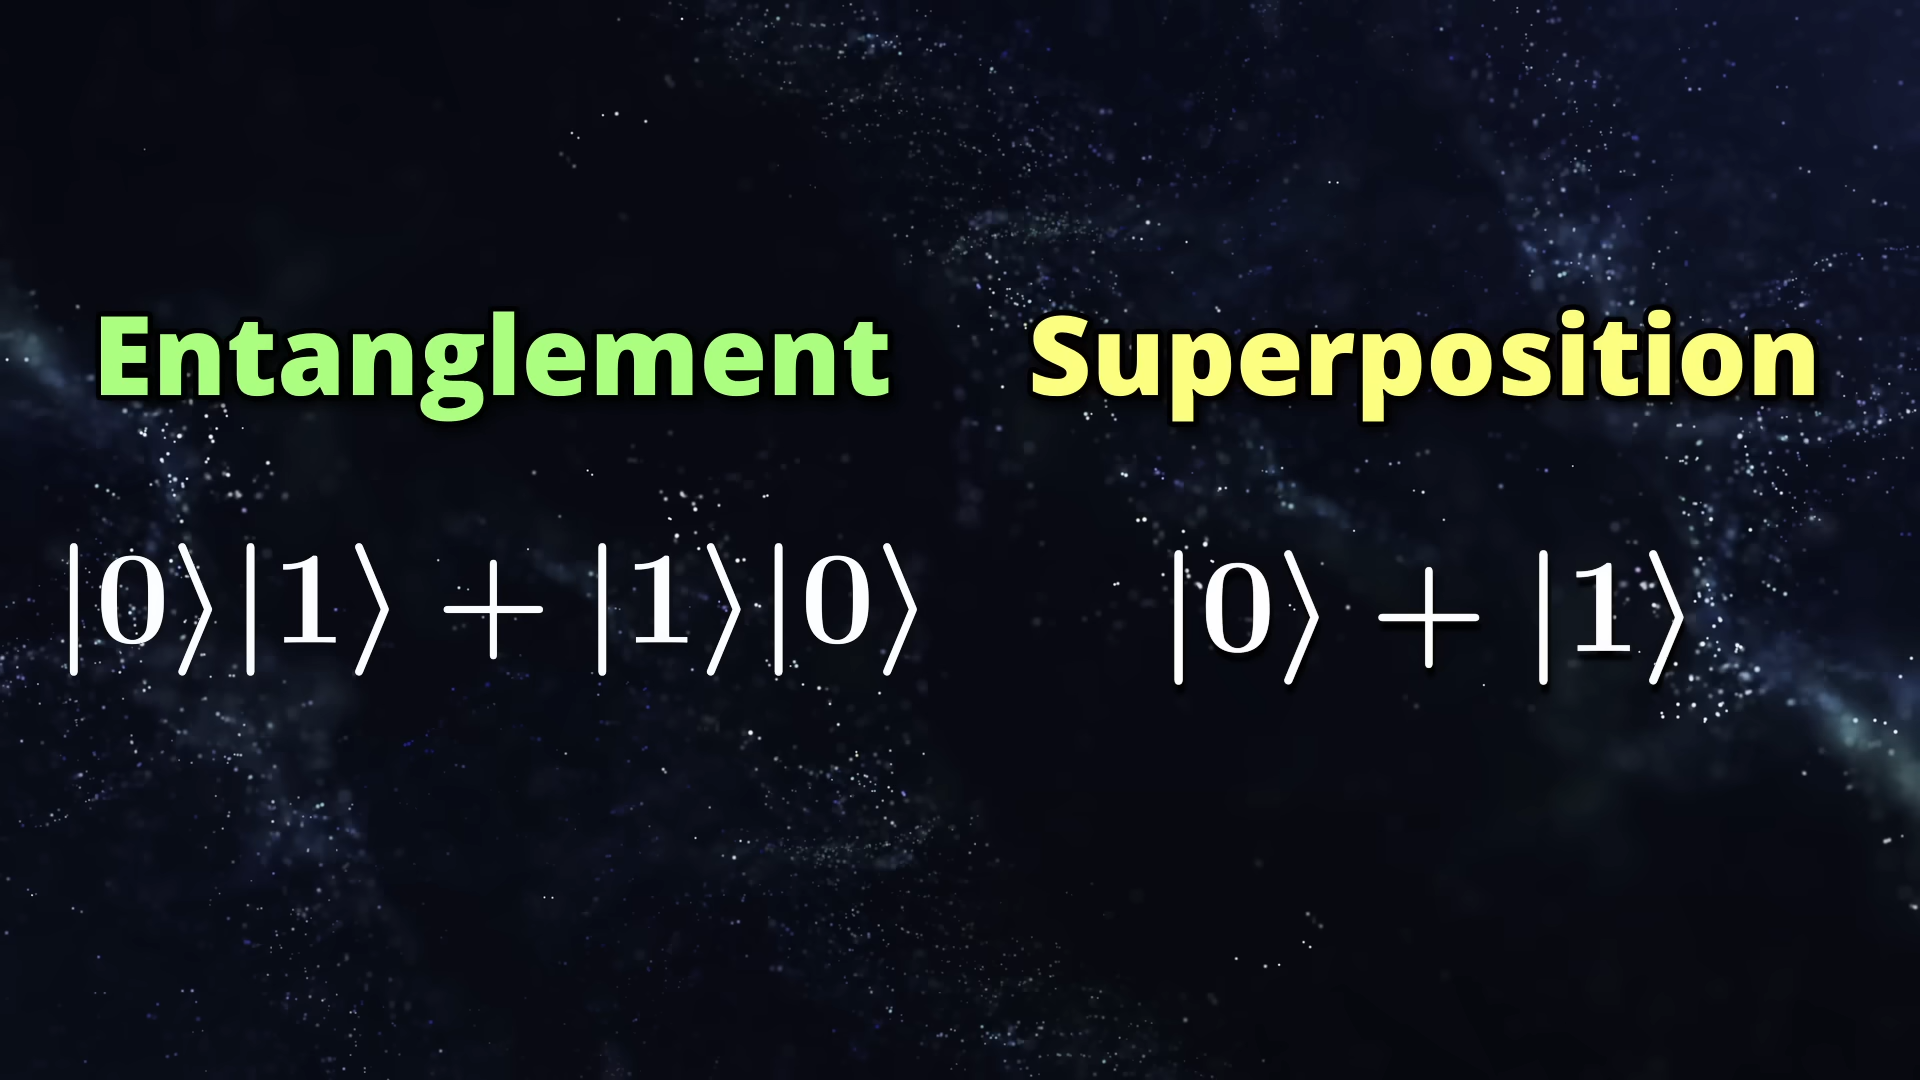 Entanglement
|0⟩|1⟩ + |1⟩|0⟩
Superposition
|0⟩ + |1⟩